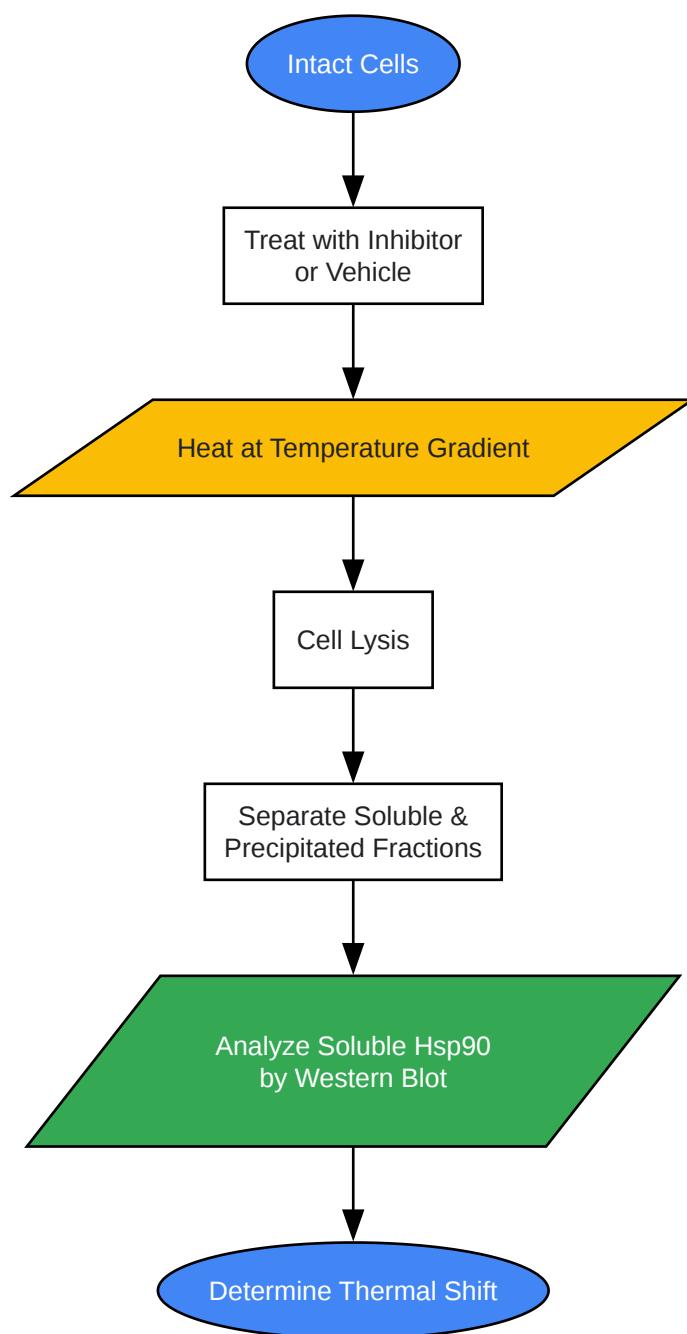 Intact Cells
Treat with Inhibitor
or Vehicle
Heat at Temperature Gradient
Cell Lysis
Separate Soluble &
Precipitated Fractions
Analyze Soluble Hsp90
by Western Blot
Determine Thermal Shift